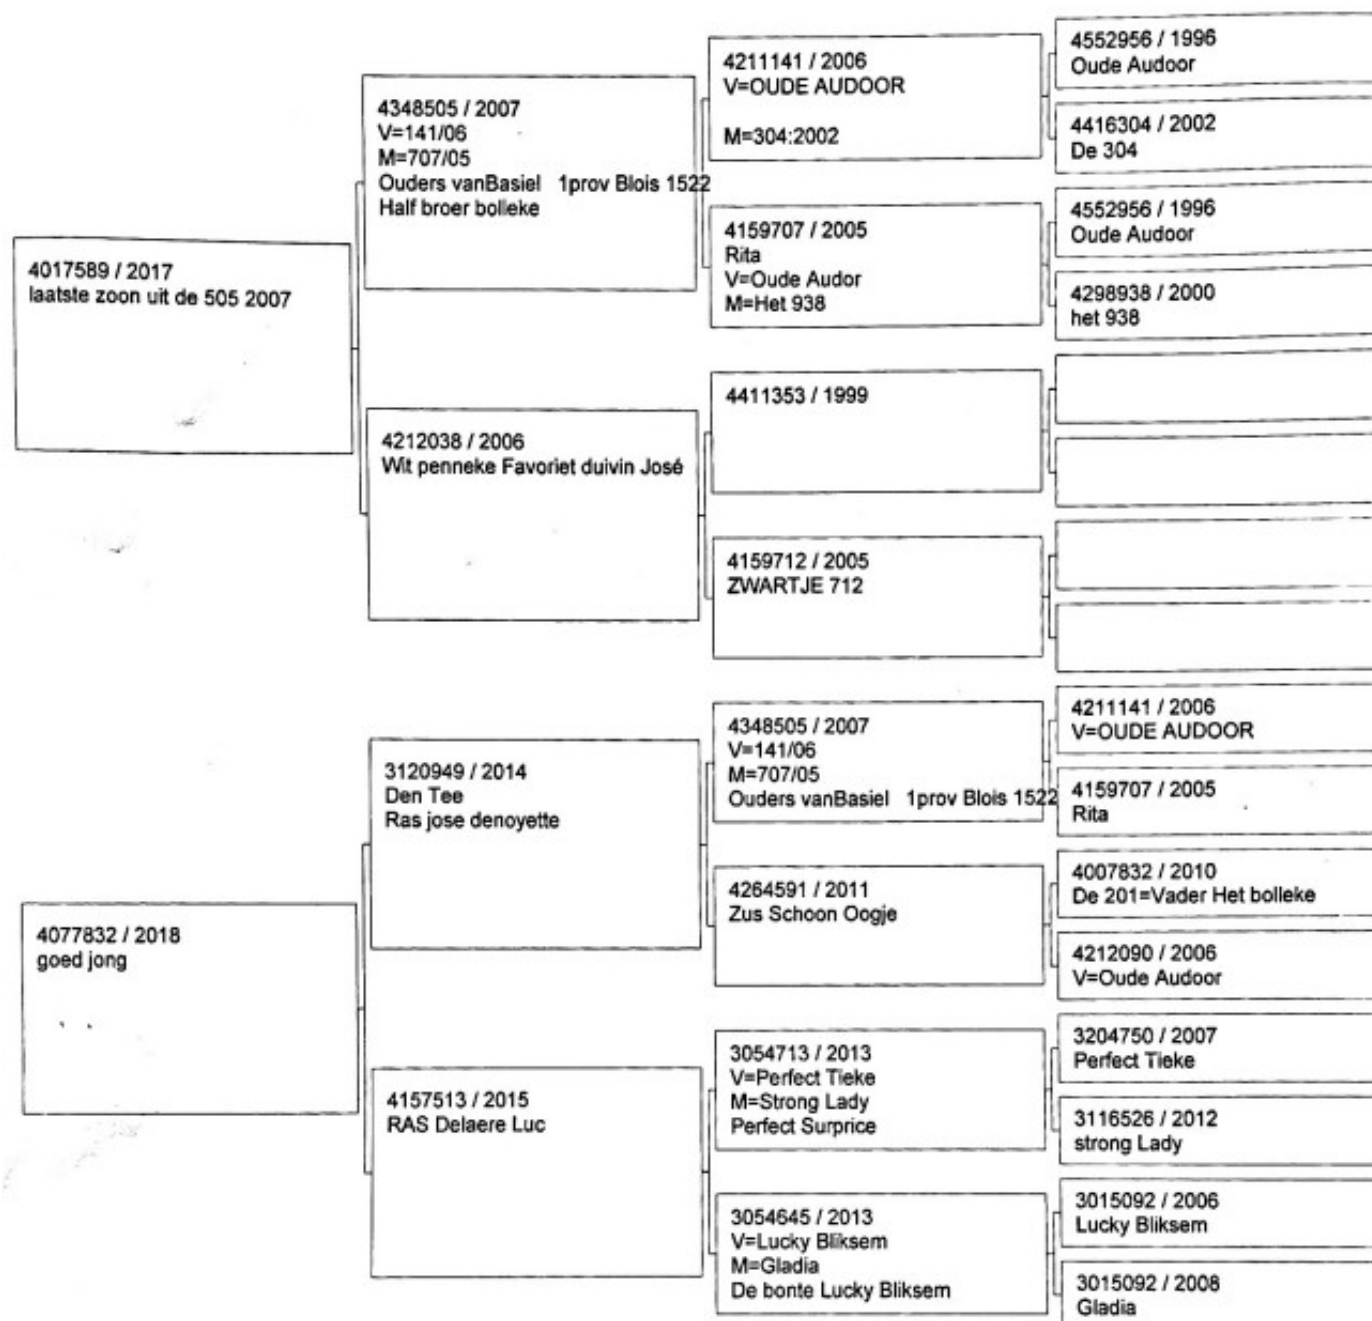 4017589 / 2017
laatste zoon uit de 505 2007
4348505 / 2007
V=141/06
M=707/05
Ouders vanBasiel 1prov Blois 1522
Half broer bolleke
4212038 / 2006
Wit penneke Favoriet duivin José
4211141 / 2006
V=OUDE AUDOOR
M=304:2002
4159707 / 2005
Rita
V=Oude Audor
M=Het 938
4411353 / 1999
4159712 / 2005
ZWARTJE 712
4552956 / 1996
Oude Audoor
4416304 / 2002
De 304
4552956 / 1996
Oude Audoor
4298938 / 2000
het 938
4077832 / 2018
goed jong
3120949 / 2014
Den Tee
Ras jose denoyette
4157513 / 2015
RAS Delaere Luc
4348505 / 2007
V=141/06
M=707/05
Ouders vanBasiel 1prov Blois 1522
4264591 / 2011
Zus Schoon Oogje
3054713 / 2013
V=Perfect Tieke
M=Strong Lady
Perfect Surprice
3054645 / 2013
V=Lucky Bliksem
M=Gladia
De bonte Lucky Bliksem
4211141 / 2006
V=OUDE AUDOOR
4159707 / 2005
Rita
4007832 / 2010
De 201=Vader Het bolleke
4212090 / 2006
V=Oude Audoor
3204750 / 2007
Perfect Tieke
3116526 / 2012
strong Lady
3015092 / 2006
Lucky Bliksem
3015092 / 2008
Gladia